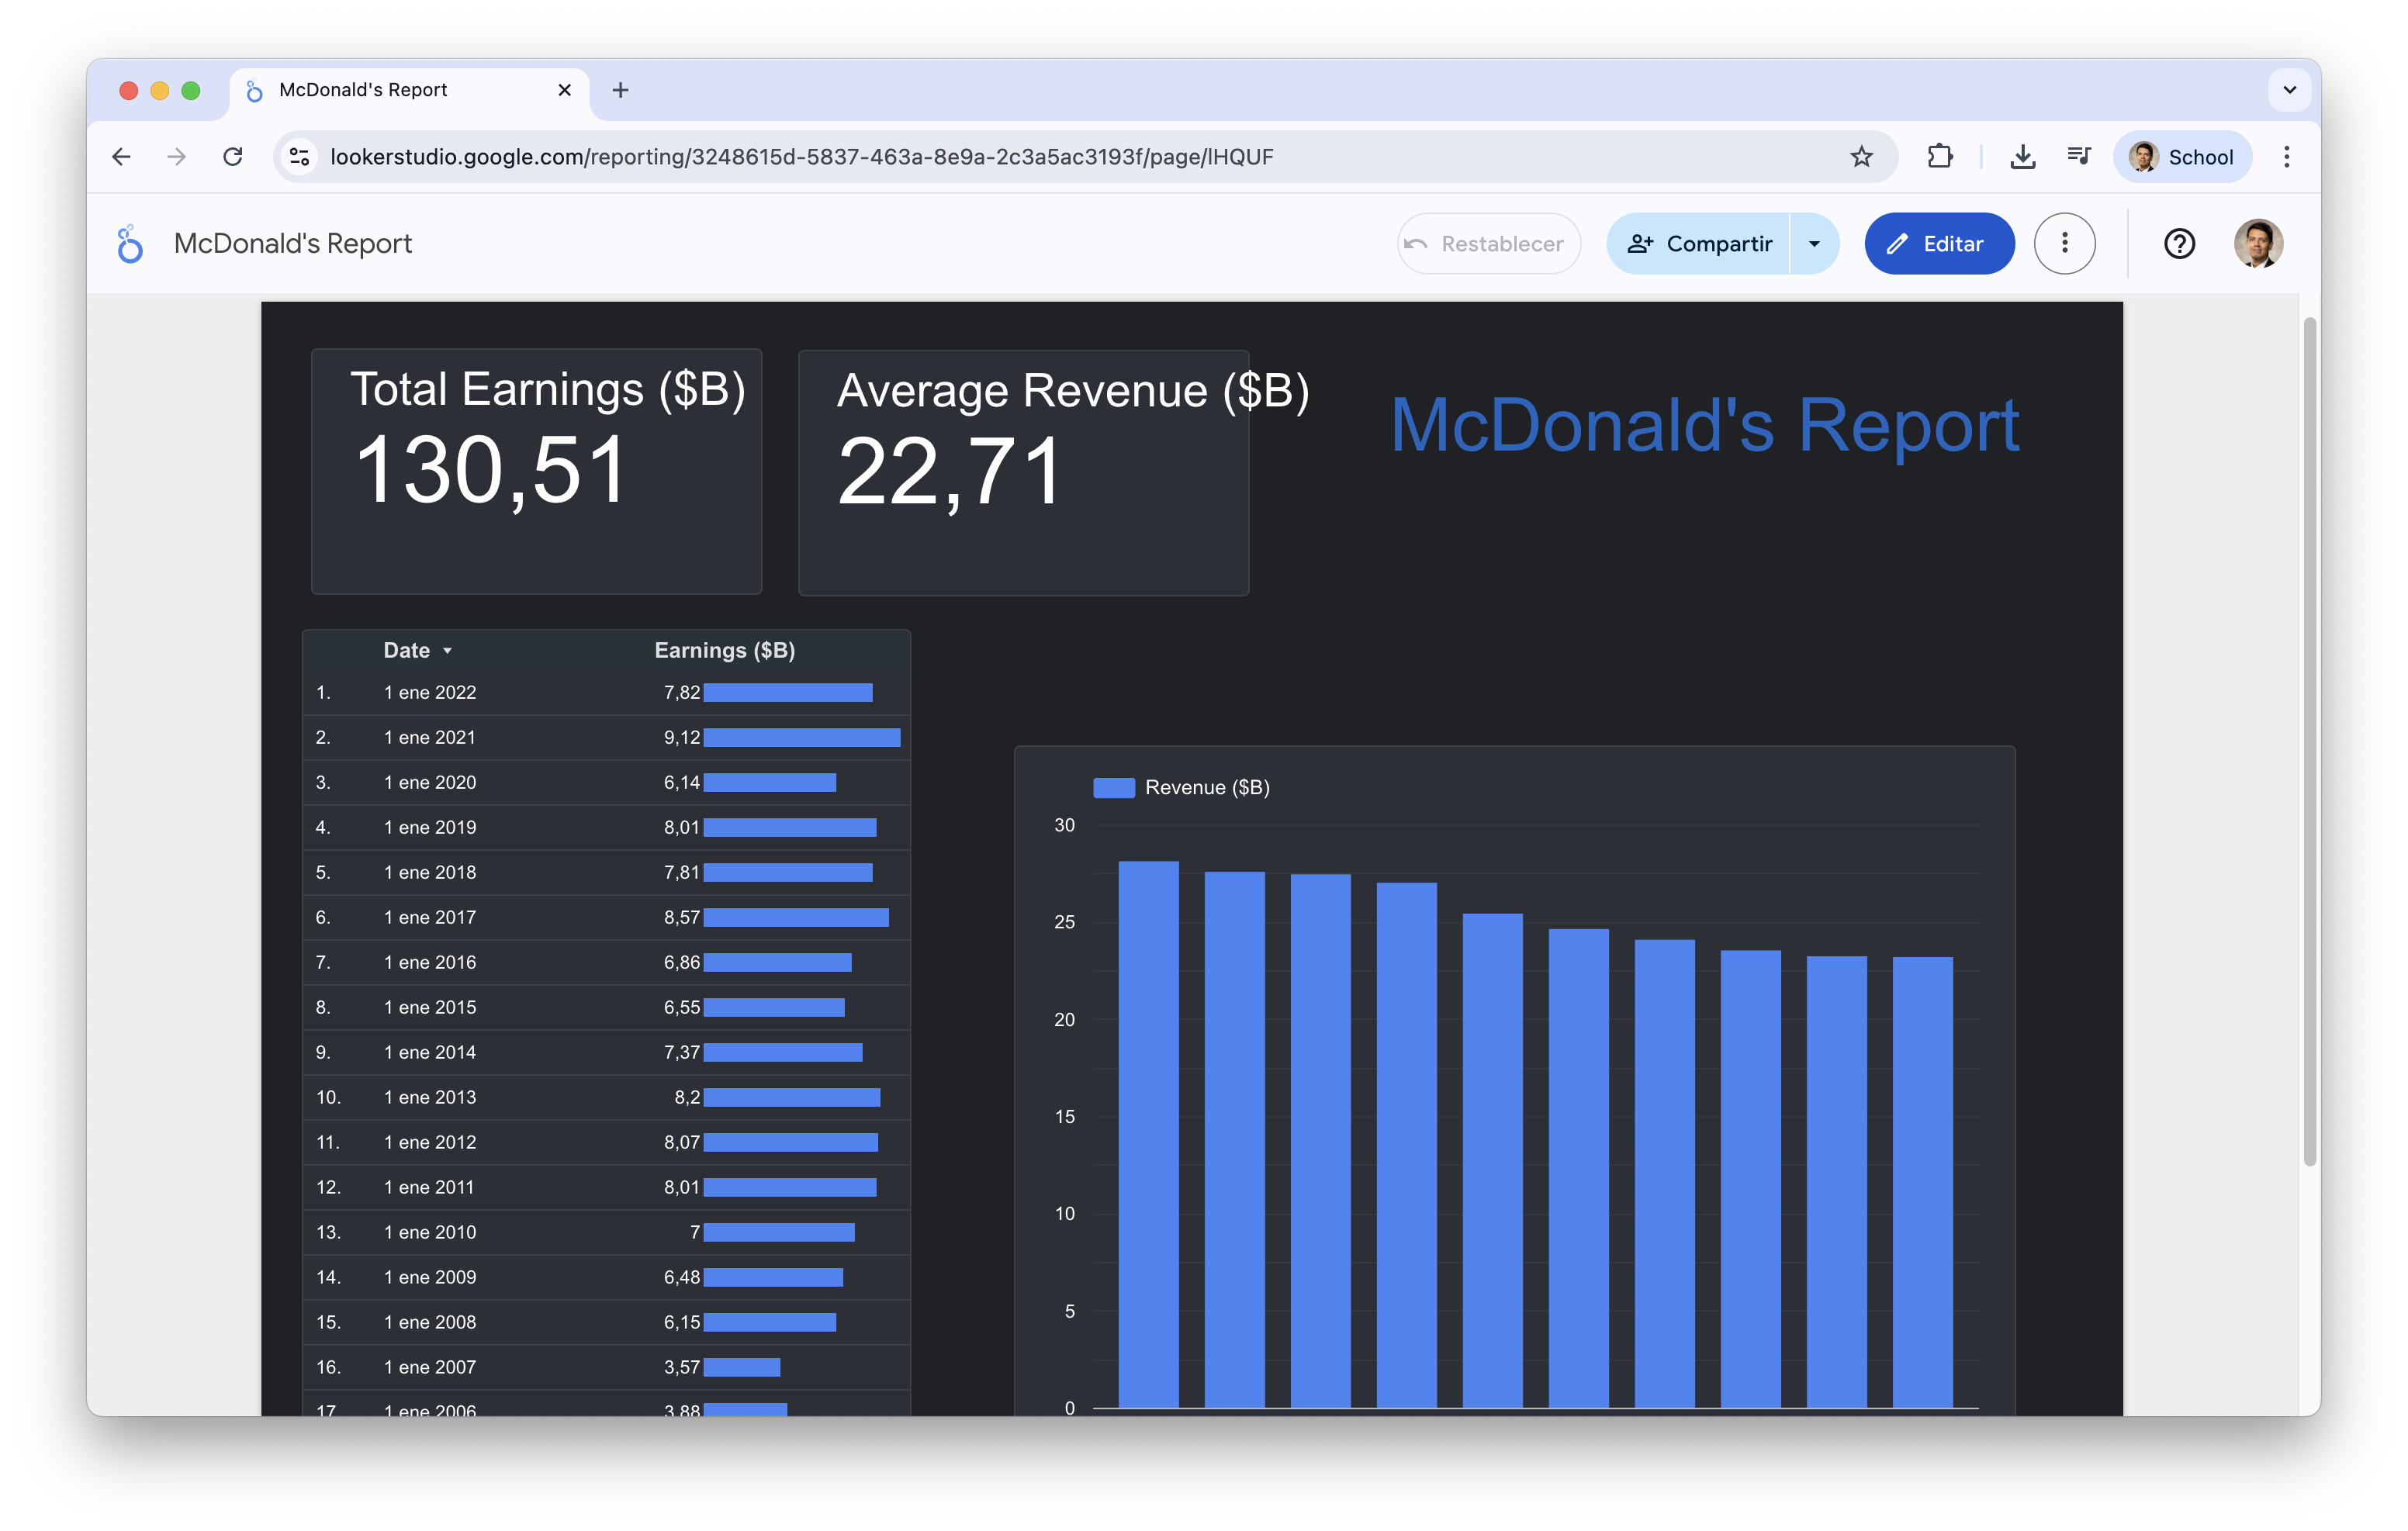 McDonald's Report
lookerstudio.google.com/reporting/3248615d-5837-463a-8e9a-2c3a5ac3193f/page/lHQUF
School
McDonald's Report
Restablecer
Compartir
Editar
Total Earnings ($B)
130,51
Average Revenue ($B)
22,71
McDonald's Report
Date Earnings ($B)
1. 1 ene 2022 7,82
2. 1 ene 2021 9,12
3. 1 ene 2020 6,14
4. 1 ene 2019 8,01
5. 1 ene 2018 7,81
6. 1 ene 2017 8,57
7. 1 ene 2016 6,86
8. 1 ene 2015 6,55
9. 1 ene 2014 7,37
10. 1 ene 2013 8,2
11. 1 ene 2012 8,07
12. 1 ene 2011 8,01
13. 1 ene 2010 7
14. 1 ene 2009 6,48
15. 1 ene 2008 6,15
16. 1 ene 2007 3,57
17. 1 ene 2006 3,88
Revenue ($B)
30
25
20
15
10
5
0